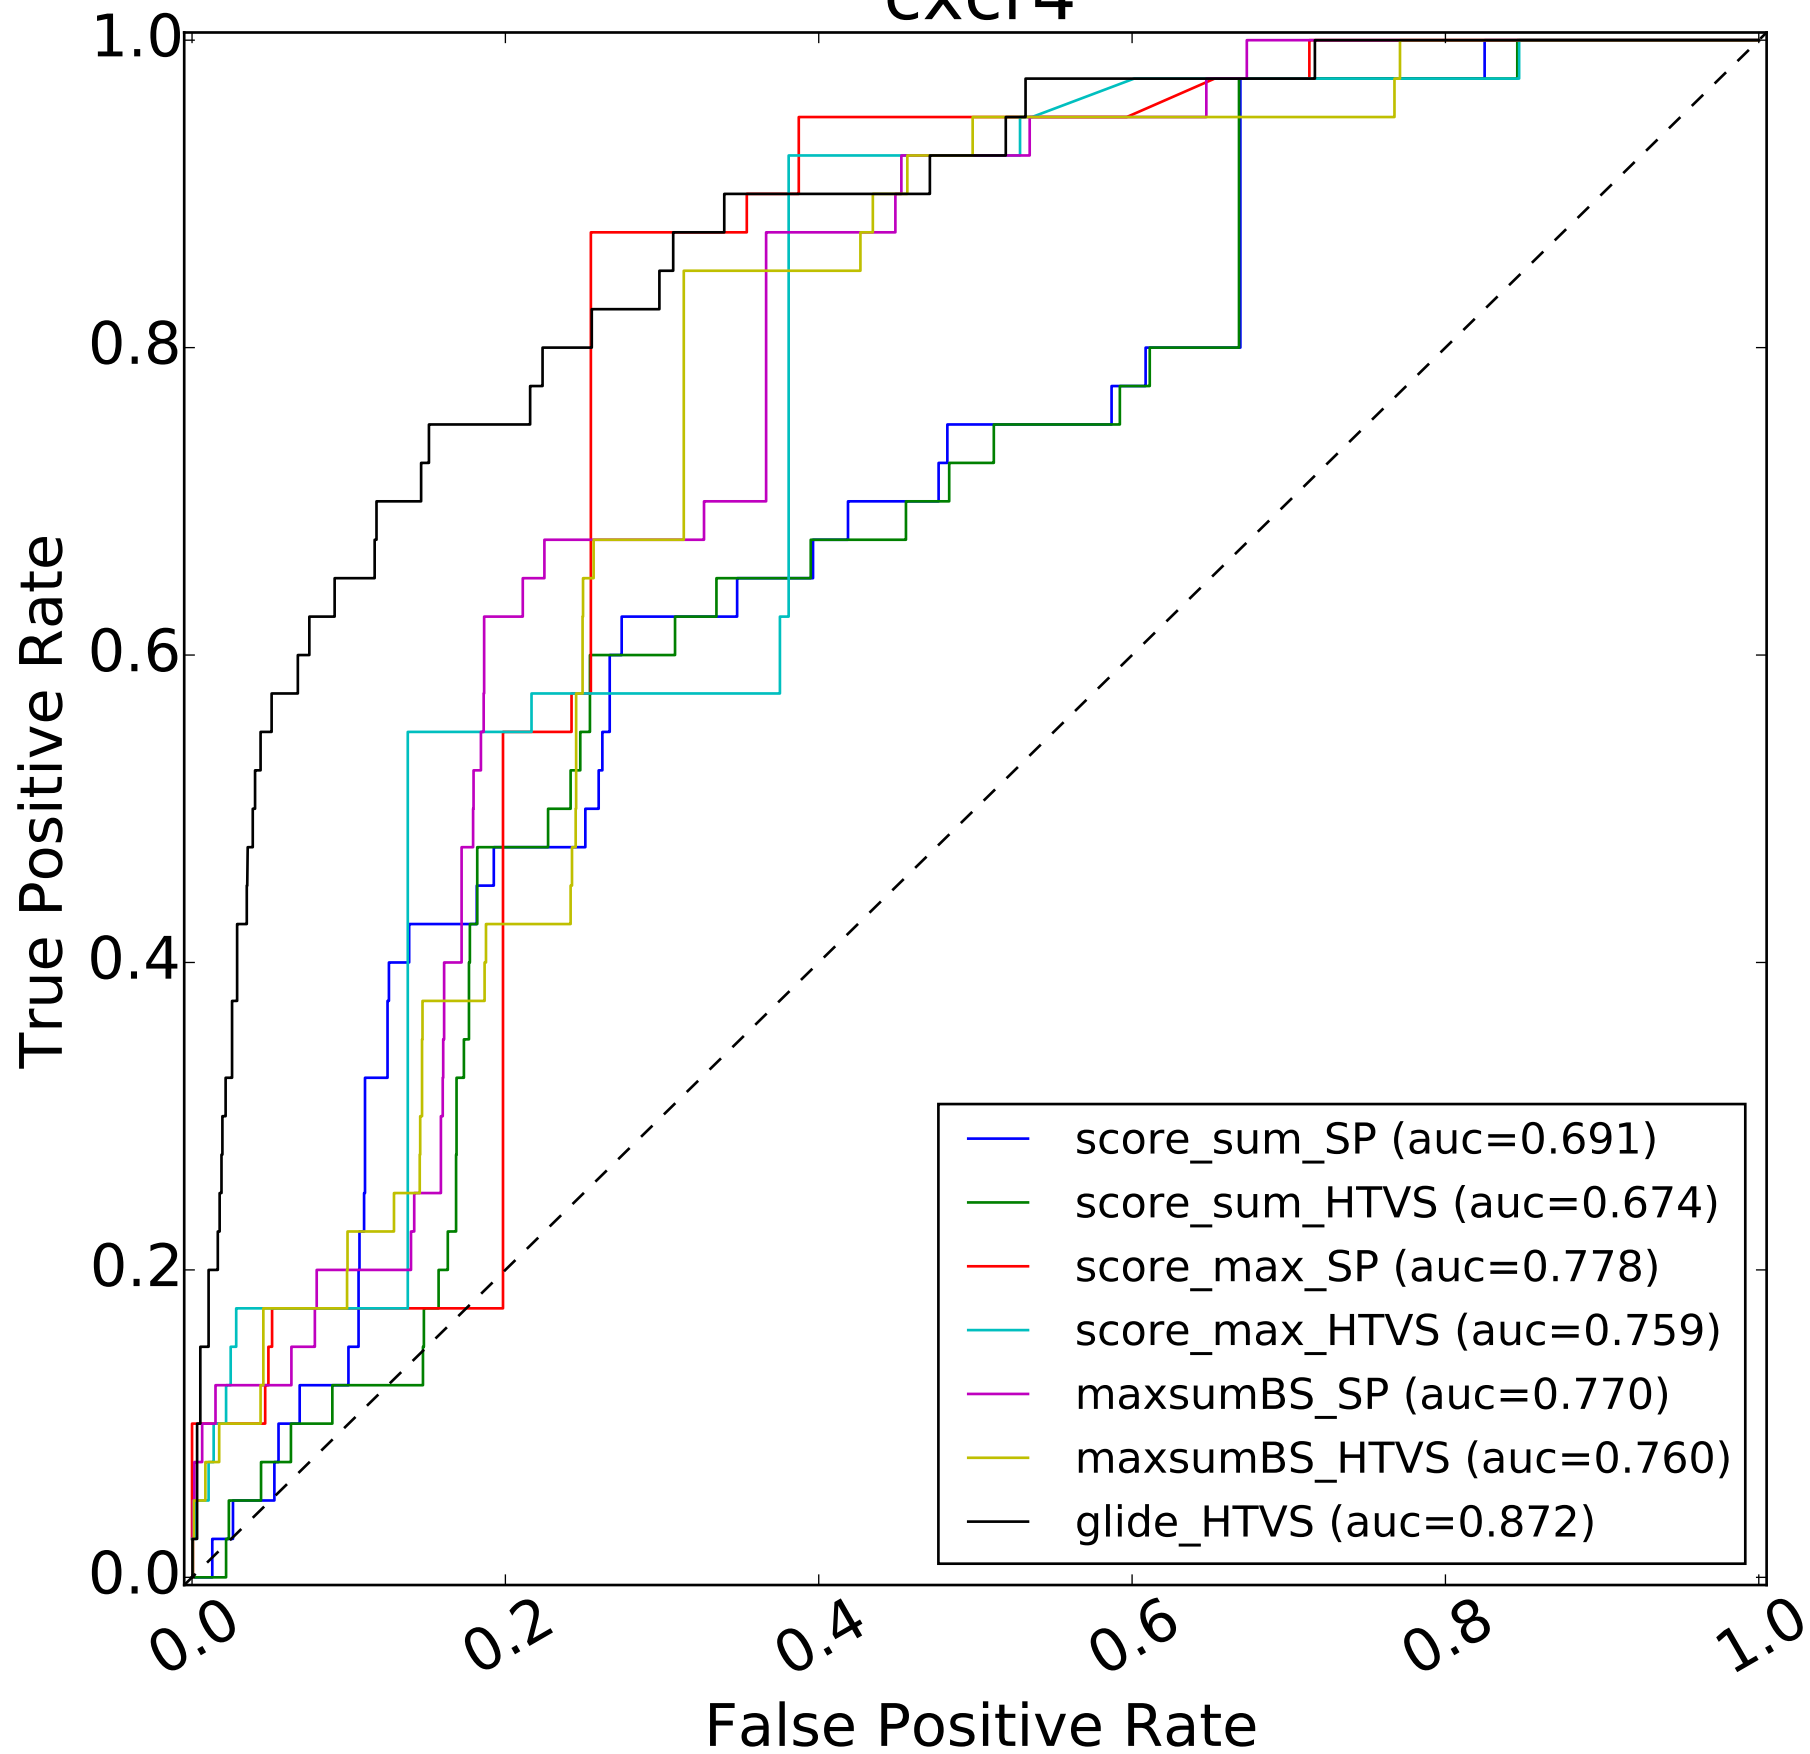 cxcr4
1.0
0.8
0.6
0.4
0.2
0.0
True Positive Rate
score_sum_SP (auc=0.691)
score_sum_HTVS (auc=0.674)
score_max_SP (auc=0.778)
score_max_HTVS (auc=0.759)
maxsumBS_SP (auc=0.770)
maxsumBS_HTVS (auc=0.760)
glide_HTVS (auc=0.872)
0.0 0.2 0.4 0.6 0.8 1.0
False Positive Rate